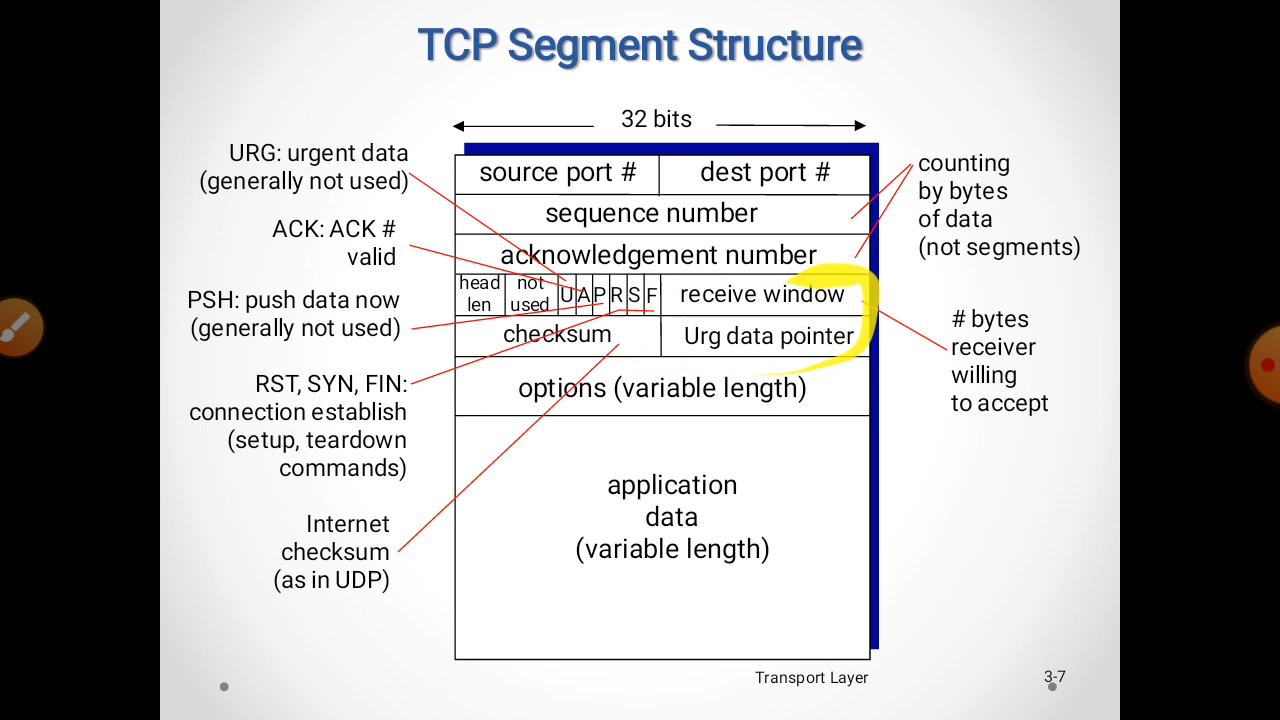 TCP Segment Structure
32 bits
URG: urgent data
(generally not used)
ACK: ACK #
valid
PSH: push data now
(generally not used)
RST, SYN, FIN:
connection establish
(setup, teardown
commands)
Internet
checksum
(as in UDP)
source port #
dest port #
sequence number
acknowledgement number
head
len
not
used
U A P R S F
receive window
checksum
Urg data pointer
options (variable length)
application
data
(variable length)
counting
by bytes
of data
(not segments)
# bytes
receiver
willing
to accept
Transport Layer
3-7